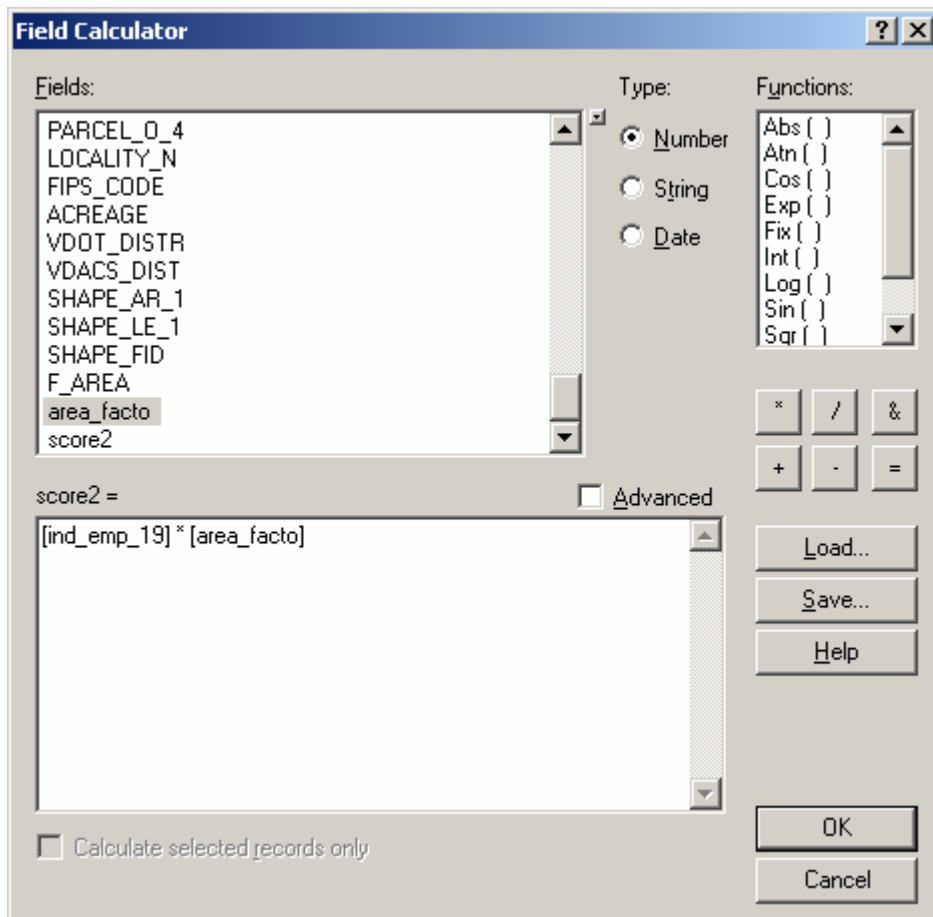 Field Calculator
Fields:
PARCEL_O_4
LOCALITY_N
FIPS_CODE
ACREAGE
VDOT_DISTR
VDACS_DIST
SHAPE_AR_1
SHAPE_LE_1
SHAPE_FID
F_AREA
area_facto
score2
Type:
Number
String
Date
Functions:
Abs ( )
Atn ( )
Cos ( )
Exp ( )
Fix ( )
Int ( )
Log ( )
Sin ( )
Sqr ( )
* / &
+ - =
score2 =
Advanced
[ind_emp_19] * [area_facto]
Load...
Save...
Help
Calculate selected records only
OK
Cancel